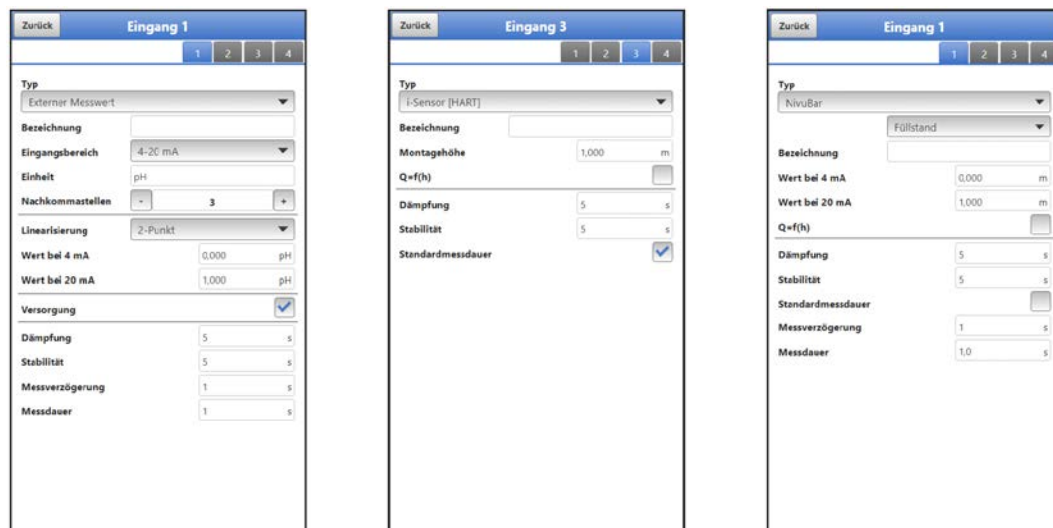 Zurück
Eingang 1
1 2 3 4
Typ
Externer Messwert
Bezeichnung
Eingangsbereich 4-20 mA
Einheit pH
Nachkommastellen - 3 +
Linearisierung 2-Punkt
Wert bei 4 mA 0,000 pH
Wert bei 20 mA 1,000 pH
Versorgung
Dämpfung 5 s
Stabilität 5 s
Messverzögerung 1 s
Messdauer 1 s
Zurück
Eingang 3
1 2 3 4
Typ
i-Sensor [HART]
Bezeichnung
Montagehöhe 1,000 m
Q=f(h)
Dämpfung 5 s
Stabilität 5 s
Standardmessdauer
Zurück
Eingang 1
1 2 3 4
Typ
NivuBar
Füllstand
Bezeichnung
Wert bei 4 mA 0,000 m
Wert bei 20 mA 1,000 m
Q=f(h)
Dämpfung 5 s
Stabilität 5 s
Standardmessdauer
Messverzögerung 1 s
Messdauer 1,0 s